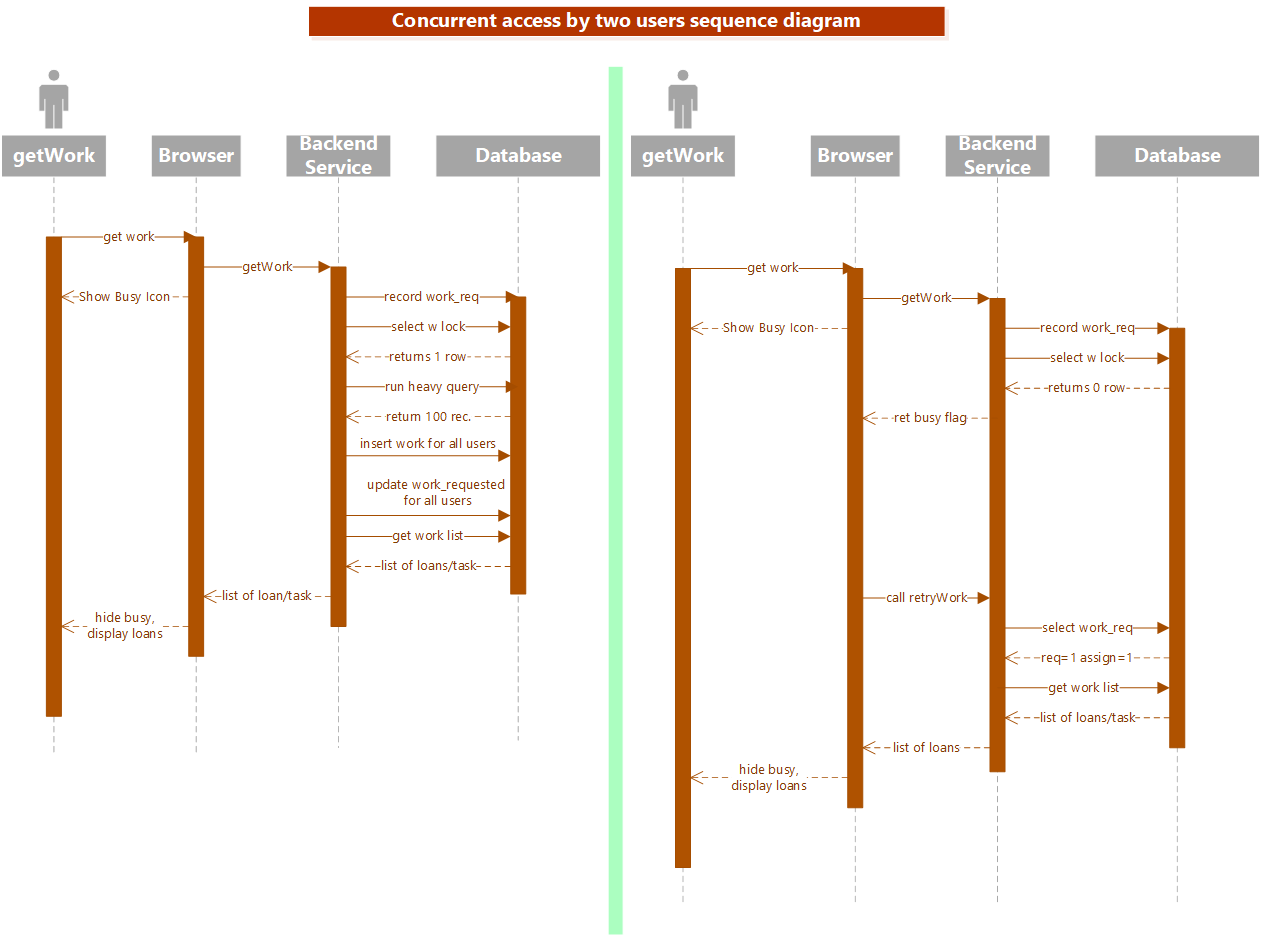 Concurrent access by two users sequence diagram
getWork
Browser
Backend
Service
Database
get work
getWork
Show Busy Icon
record work_req
select w lock
returns 1 row
run heavy query
return 100 rec.
insert work for all users
update work_requested
for all users
get work list
list of loans/task
list of loan/task
hide busy,
display loans
getWork
Browser
Backend
Service
Database
get work
getWork
Show Busy Icon
record work_req
select w lock
returns 0 row
ret busy flag
call retryWork
select work_req
req=1 assign=1
get work list
list of loans/task
list of loans
hide busy,
display loans